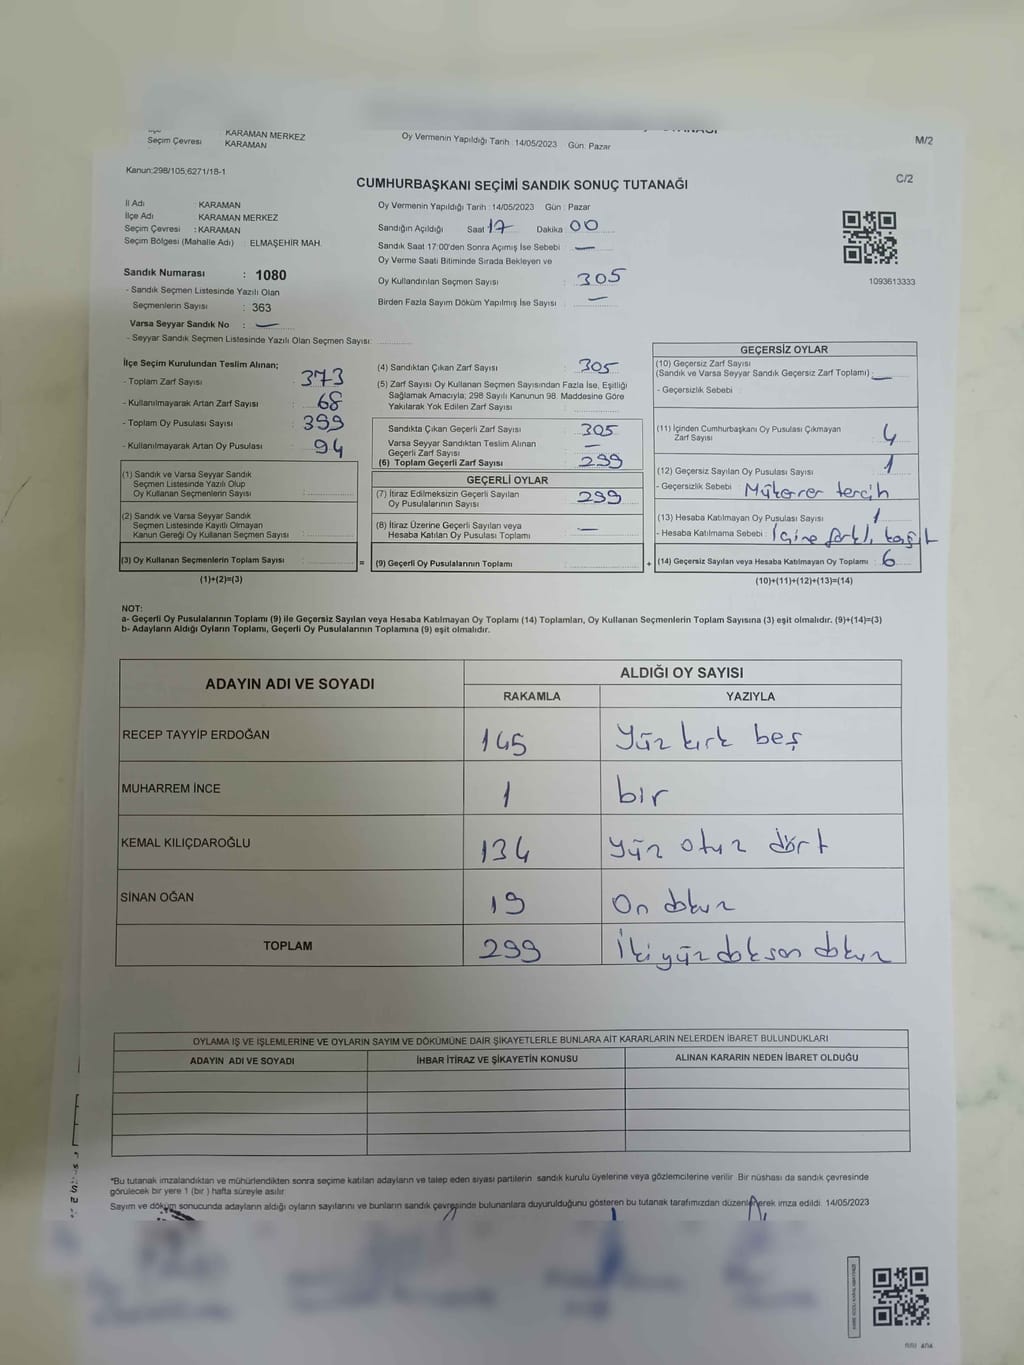 KARAMAN MERKEZ
Seçim Çevresi KARAMAN
Oy Vermenin Yapıldığı Tarih :14/05/2023 Gün: Pazar
M/2
Kanun:298/105,6271/18-1
CUMHURBAŞKANI SEÇİMİ SANDIK SONUÇ TUTANAĞI
C/2
İl Adı KARAMAN
İlçe Adı KARAMAN MERKEZ
Seçim Çevresi : KARAMAN
Seçim Bölgesi (Mahalle Adı) : ELMAŞEHİR MAH.
Sandık Numarası : 1080
- Sandık Seçmen Listesinde Yazılı Olan
Seçmenlerin Sayısı : 363
Varsa Seyyar Sandık No : —
- Seyyar Sandık Seçmen Listesinde Yazılı Olan Seçmen Sayısı:
Oy Vermenin Yapıldığı Tarih :14/05/2023 Gün : Pazar
Sandığın Açıldığı Saat 17 Dakika 00
Sandık Saat 17:00'den Sonra Açımış İse Sebebi : —
Oy Verme Saati Bitiminde Sırada Bekleyen ve
Oy Kullandırılan Seçmen Sayısı : 305
Birden Fazla Sayım Döküm Yapılmış İse Sayısı : —
1093613333
İlçe Seçim Kurulundan Teslim Alınan;
- Toplam Zarf Sayısı : 373
- Kullanılmayarak Artan Zarf Sayısı : 68
- Toplam Oy Pusulası Sayısı : 399
- Kullanılmayarak Artan Oy Pusulası : 94
(1) Sandık ve Varsa Seyyar Sandık
Seçmen Listesinde Yazılı Olup
Oy Kullanan Seçmenlerin Sayısı :
(2) Sandık ve Varsa Seyyar Sandık
Seçmen Listesinde Kayıtlı Olmayan
Kanun Gereği Oy Kullanan Seçmen Sayısı :
(3) Oy Kullanan Seçmenlerin Toplam Sayısı :
(1)+(2)=(3)
(4) Sandıktan Çıkan Zarf Sayısı : 305
(5) Zarf Sayısı Oy Kullanan Seçmen Sayısından Fazla İse, Eşitliği
Sağlamak Amacıyla; 298 Sayılı Kanunun 98. Maddesine Göre
Yakılarak Yok Edilen Zarf Sayısı :
Sandıkta Çıkan Geçerli Zarf Sayısı : 305
Varsa Seyyar Sandıktan Teslim Alınan
Geçerli Zarf Sayısı : —
(6) Toplam Geçerli Zarf Sayısı : 299
GEÇERLİ OYLAR
(7) İtiraz Edilmeksizin Geçerli Sayılan
Oy Pusulalarının Sayısı : 299
(8) İtiraz Üzerine Geçerli Sayılan veya
Hesaba Katılan Oy Pusulası Toplamı : —
= (9) Geçerli Oy Pusulalarının Toplamı :
GEÇERSİZ OYLAR
(10) Geçersiz Zarf Sayısı
(Sandık ve Varsa Seyyar Sandık Geçersiz Zarf Toplamı) : —
- Geçersizlik Sebebi :
(11) İçinden Cumhurbaşkanı Oy Pusulası Çıkmayan
Zarf Sayısı : 4
(12) Geçersiz Sayılan Oy Pusulası Sayısı : 1
- Geçersizlik Sebebi : Mükerrer tercih
(13) Hesaba Katılmayan Oy Pusulası Sayısı : 1
- Hesaba Katılmama Sebebi : İçine farklı kağıt
+ (14) Geçersiz Sayılan veya Hesaba Katılmayan Oy Toplamı : 6
(10)+(11)+(12)+(13)=(14)
NOT:
a- Geçerli Oy Pusulalarının Toplamı (9) ile Geçersiz Sayılan veya Hesaba Katılmayan Oy Toplamı (14) Toplamları, Oy Kullanan Seçmenlerin Toplam Sayısına (3) eşit olmalıdır. (9)+(14)=(3)
b- Adayların Aldığı Oyların Toplamı, Geçerli Oy Pusulalarının Toplamına (9) eşit olmalıdır.
ADAYIN ADI VE SOYADI ALDIĞI OY SAYISI
RAKAMLA YAZIYLA
RECEP TAYYİP ERDOĞAN 145 Yüz kırk beş
MUHARREM İNCE 1 bir
KEMAL KILIÇDAROĞLU 134 yüz otuz dört
SİNAN OĞAN 19 On dokuz
TOPLAM 299 İki yüz doksan dokuz
OYLAMA İŞ VE İŞLEMLERİNE VE OYLARIN SAYIM VE DÖKÜMÜNE DAİR ŞİKAYETLERLE BUNLARA AİT KARARLARIN NELERDEN İBARET BULUNDUKLARI
ADAYIN ADI VE SOYADI İHBAR İTİRAZ VE ŞİKAYETİN KONUSU ALINAN KARARIN NEDEN İBARET OLDUĞU
*Bu tutanak imzalandıktan ve mühürlendikten sonra seçime katılan adayların ve talep eden siyasi partilerin sandık kurulu üyelerine veya gözlemcilerine verilir. Bir nüshası da sandık çevresinde
görülecek bir yere 1 (bir ) hafta süreyle asılır.
Sayım ve döküm sonucunda adayların aldığı oyların sayılarını ve bunların sandık çevresinde bulunanlara duyurulduğunu gösteren bu tutanak tarafımızdan düzenlenerek imza edildi. 14/05/2023